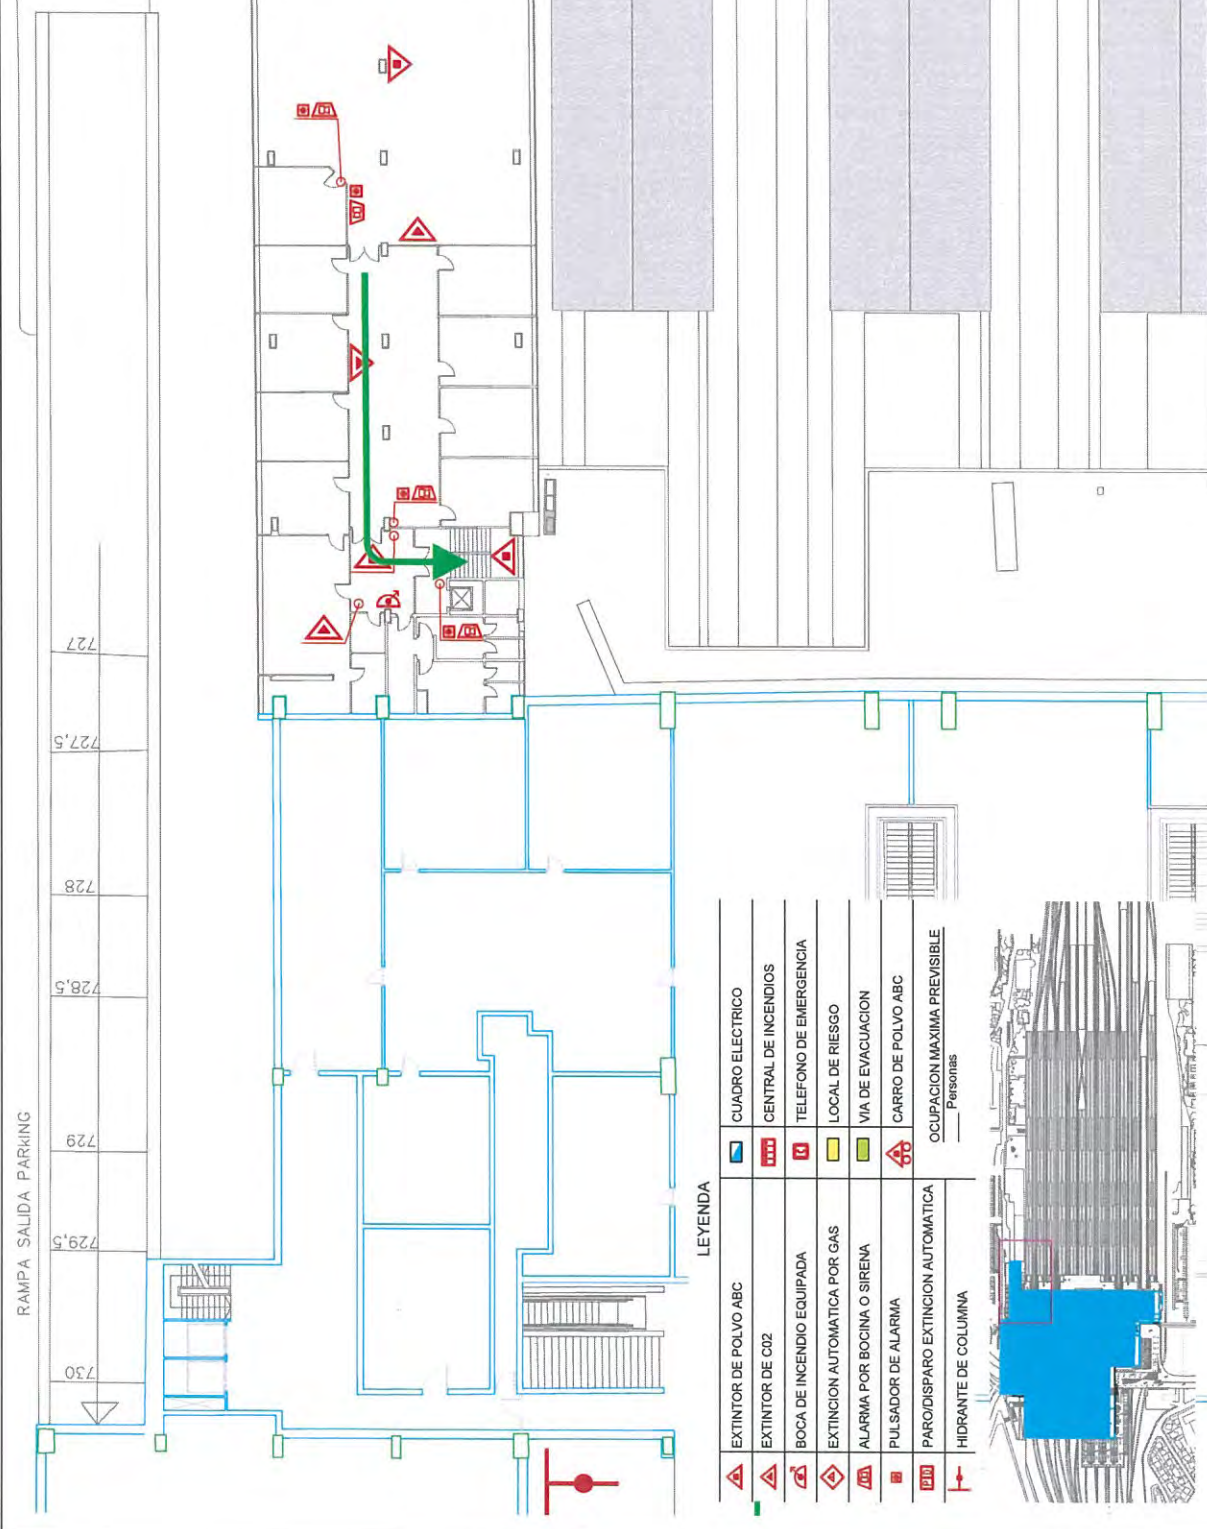 RAMPA SALIDA PARKING
727
727,5
728
728,5
729
729,5
730
LEYENDA
EXTINTOR DE POLVO ABC
EXTINTOR DE C02
BOCA DE INCENDIO EQUIPADA
EXTINCION AUTOMATICA POR GAS
ALARMA POR BOCINA O SIRENA
PULSADOR DE ALARMA
PARO/DISPARO EXTINCION AUTOMATICA
HIDRANTE DE COLUMNA
CUADRO ELECTRICO
CENTRAL DE INCENDIOS
TELEFONO DE EMERGENCIA
LOCAL DE RIESGO
VIA DE EVACUACION
CARRO DE POLVO ABC
OCUPACION MAXIMA PREVISIBLE
Personas